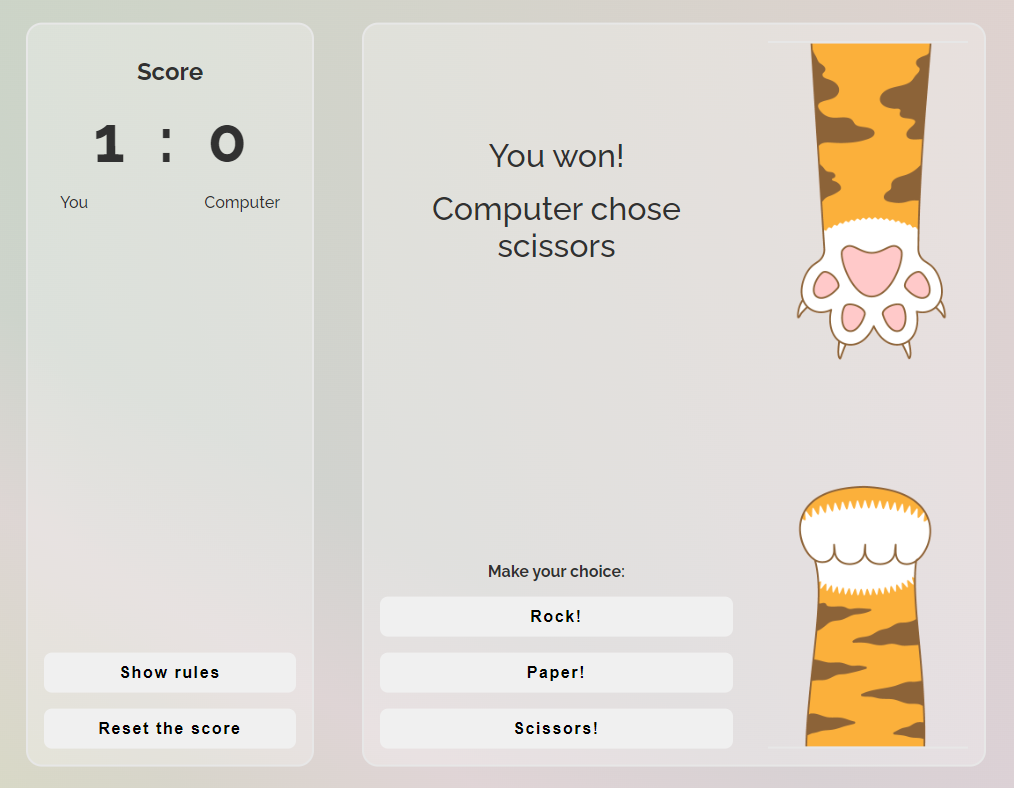 Score
1 : 0
You Computer
Show rules
Reset the score
You won!
Computer chose
scissors
Make your choice:
Rock!
Paper!
Scissors!